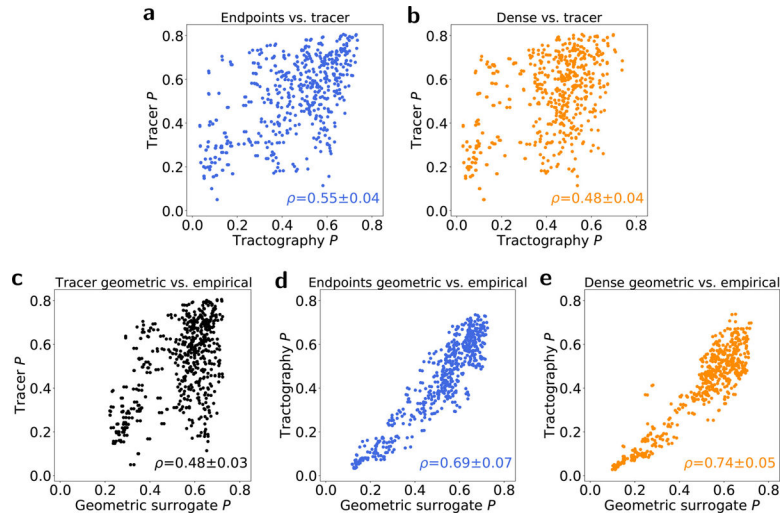 a
Endpoints vs. tracer
0.8
0.6
0.4
0.2
0.0
Tracer P
ρ=0.55±0.04
0.0 0.2 0.4 0.6 0.8
Tractography P
b
Dense vs. tracer
0.8
0.6
0.4
0.2
0.0
Tracer P
ρ=0.48±0.04
0.0 0.2 0.4 0.6 0.8
Tractography P
c
Tracer geometric vs. empirical
0.8
0.6
0.4
0.2
0.0
Tracer P
ρ=0.48±0.03
0.0 0.2 0.4 0.6 0.8
Geometric surrogate P
d
Endpoints geometric vs. empirical
0.8
0.6
0.4
0.2
0.0
Tractography P
ρ=0.69±0.07
0.0 0.2 0.4 0.6 0.8
Geometric surrogate P
e
Dense geometric vs. empirical
0.8
0.6
0.4
0.2
0.0
Tractography P
ρ=0.74±0.05
0.0 0.2 0.4 0.6 0.8
Geometric surrogate P